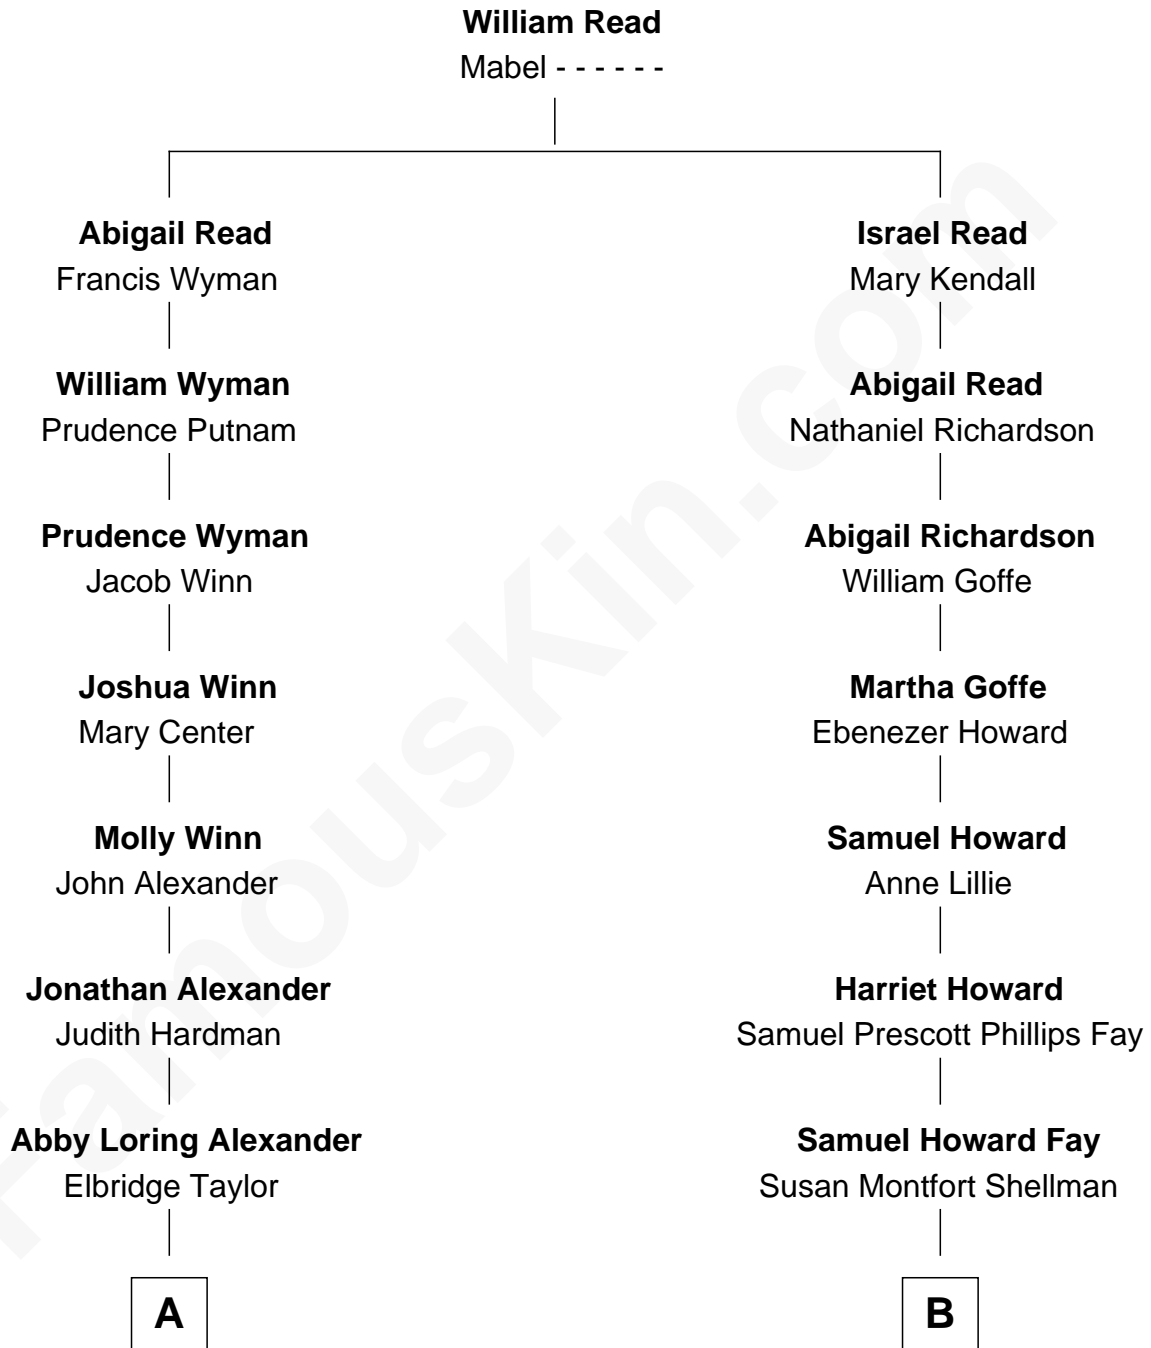 William Read
Mabel - - - - - -
Abigail Read
Francis Wyman
William Wyman
Prudence Putnam
Prudence Wyman
Jacob Winn
Joshua Winn
Mary Center
Molly Winn
John Alexander
Jonathan Alexander
Judith Hardman
Abby Loring Alexander
Elbridge Taylor
A
Israel Read
Mary Kendall
Abigail Read
Nathaniel Richardson
Abigail Richardson
William Goffe
Martha Goffe
Ebenezer Howard
Samuel Howard
Anne Lillie
Harriet Howard
Samuel Prescott Phillips Fay
Samuel Howard Fay
Susan Montfort Shellman
B
FamousKin.com